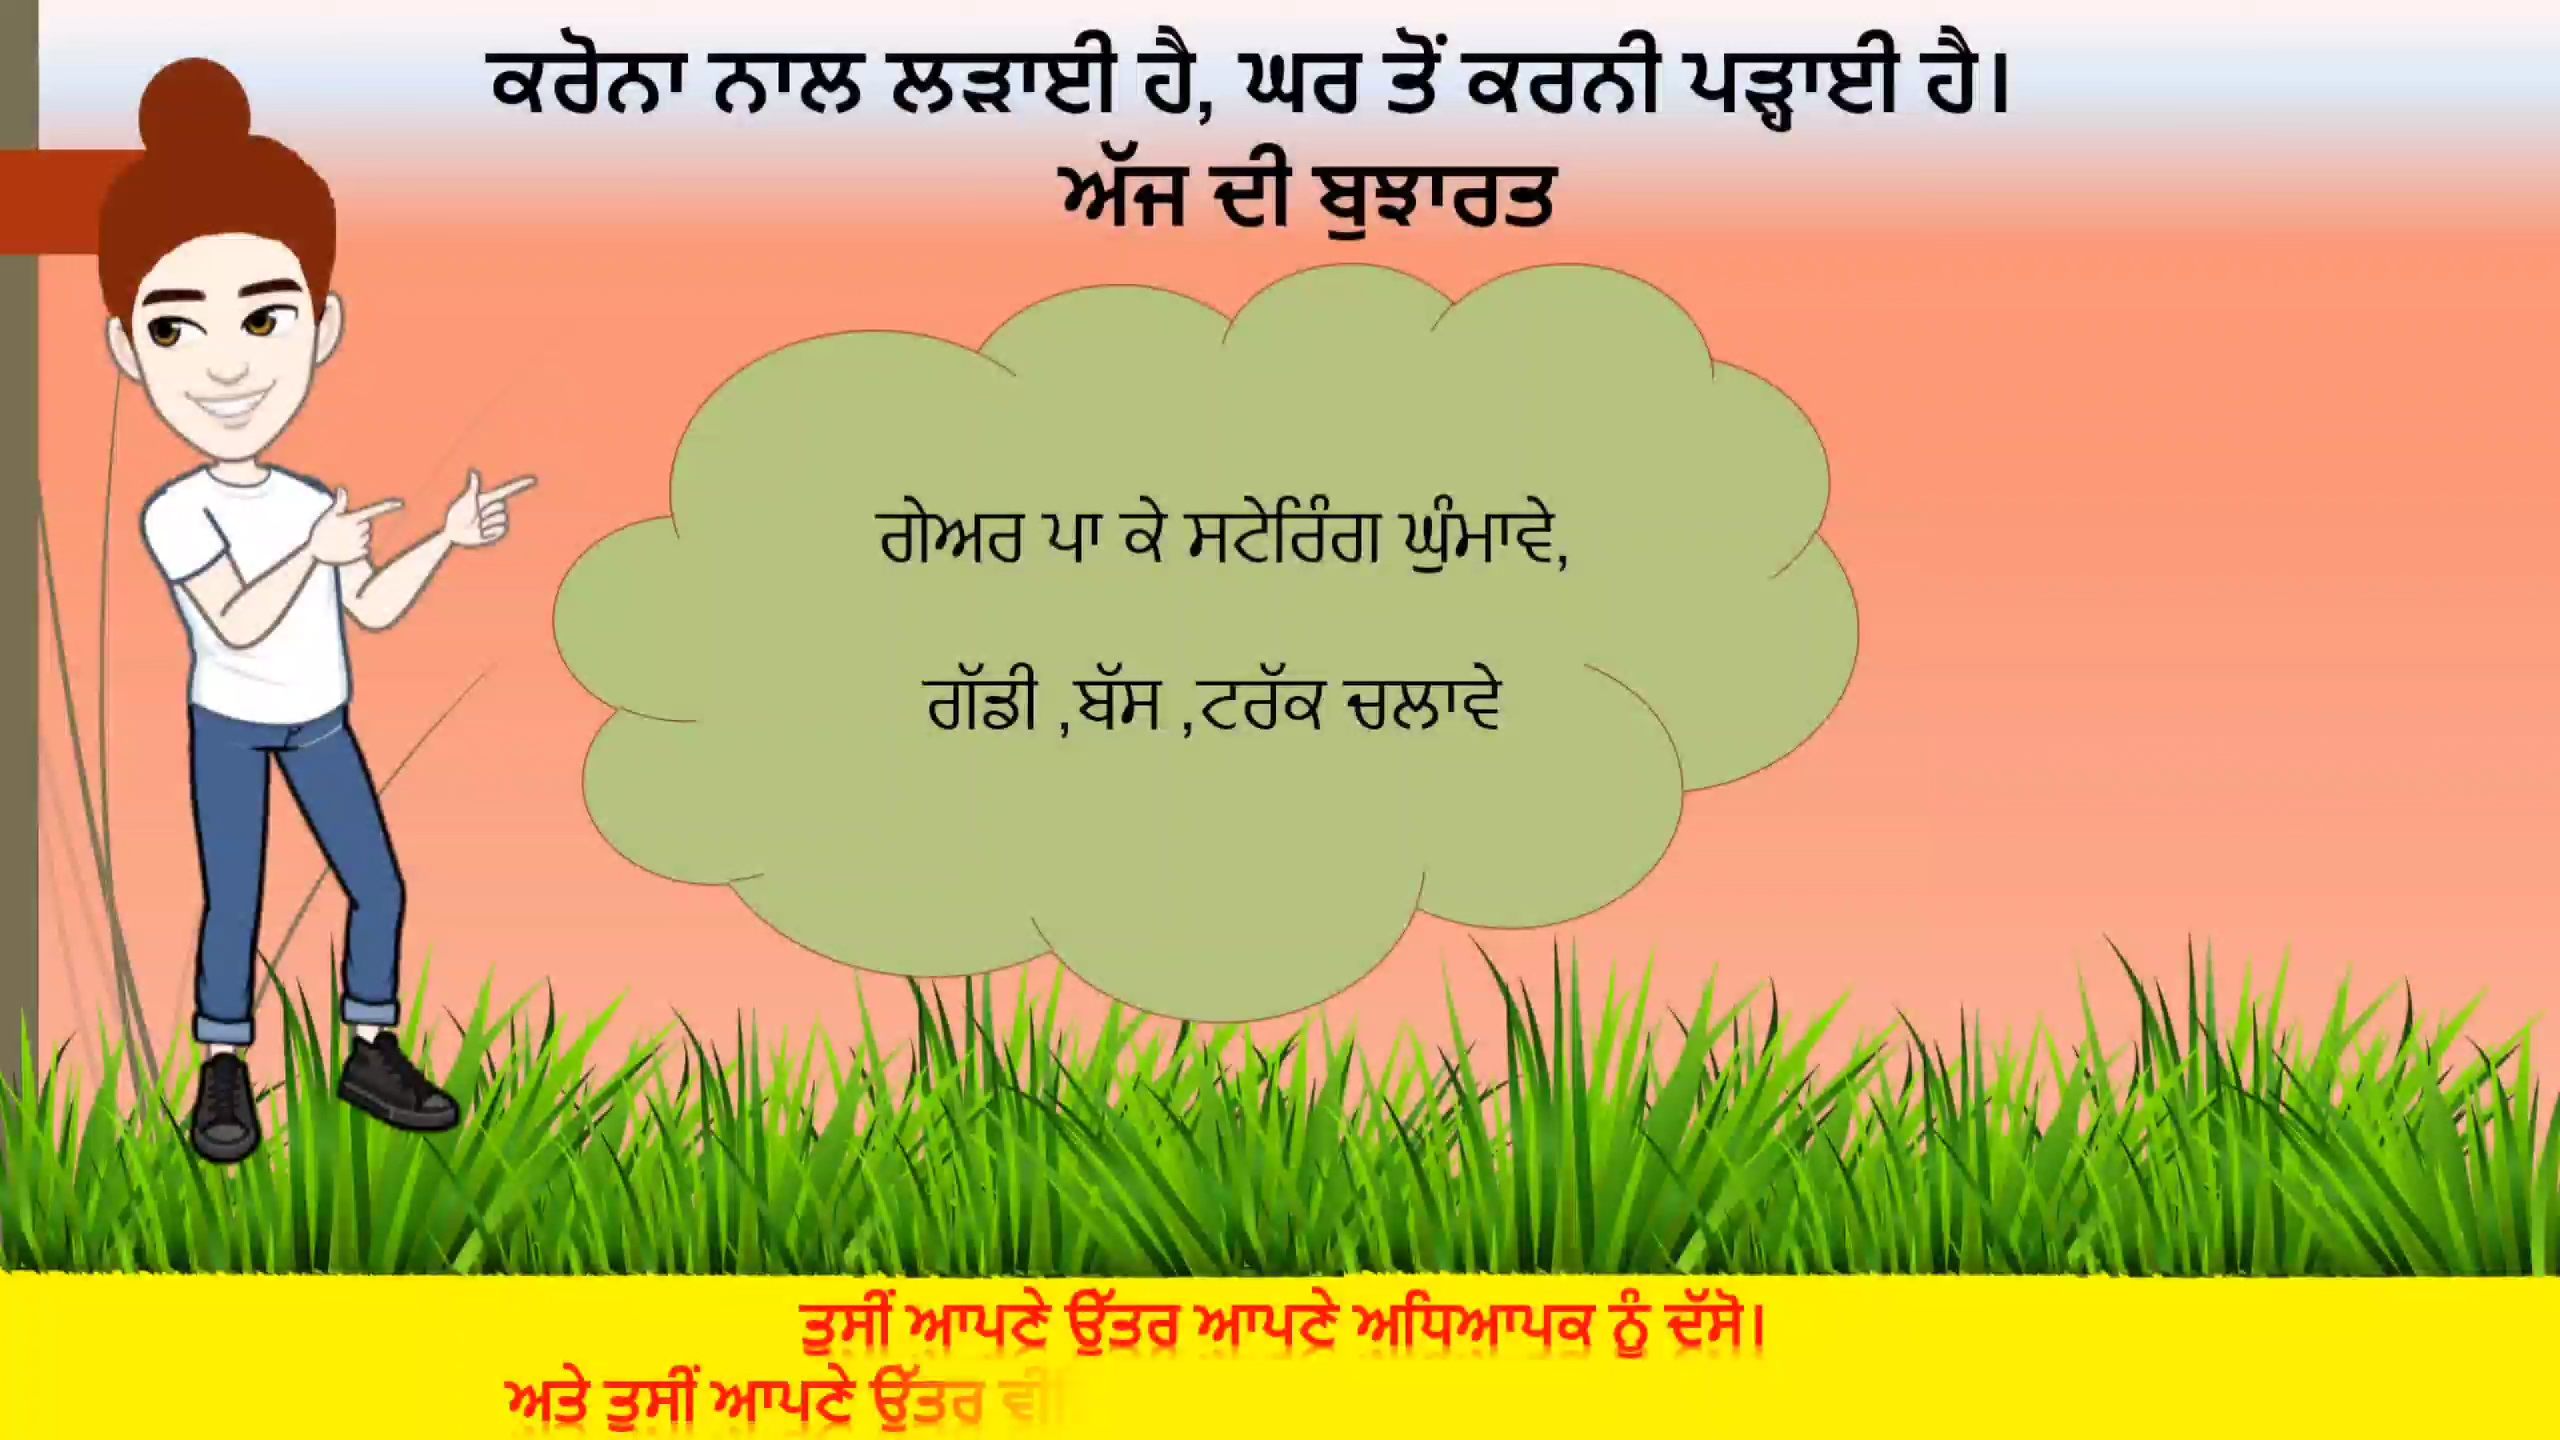 ਕਰੋਨਾ ਨਾਲ ਲੜਾਈ ਹੈ, ਘਰ ਤੋਂ ਕਰਨੀ ਪੜ੍ਹਾਈ ਹੈ।
ਅੱਜ ਦੀ ਬੁਝਾਰਤ
ਗੇਅਰ ਪਾ ਕੇ ਸਟੇਰਿੰਗ ਘੁੰਮਾਵੇ,
ਗੱਡੀ ,ਬੱਸ ,ਟਰੱਕ ਚਲਾਵੇ
ਤੁਸੀਂ ਆਪਣੇ ਉੱਤਰ ਆਪਣੇ ਅਧਿਆਪਕ ਨੂੰ ਦੱਸੋ।
ਅਤੇ ਤੁਸੀਂ ਆਪਣੇ ਉੱਤਰ